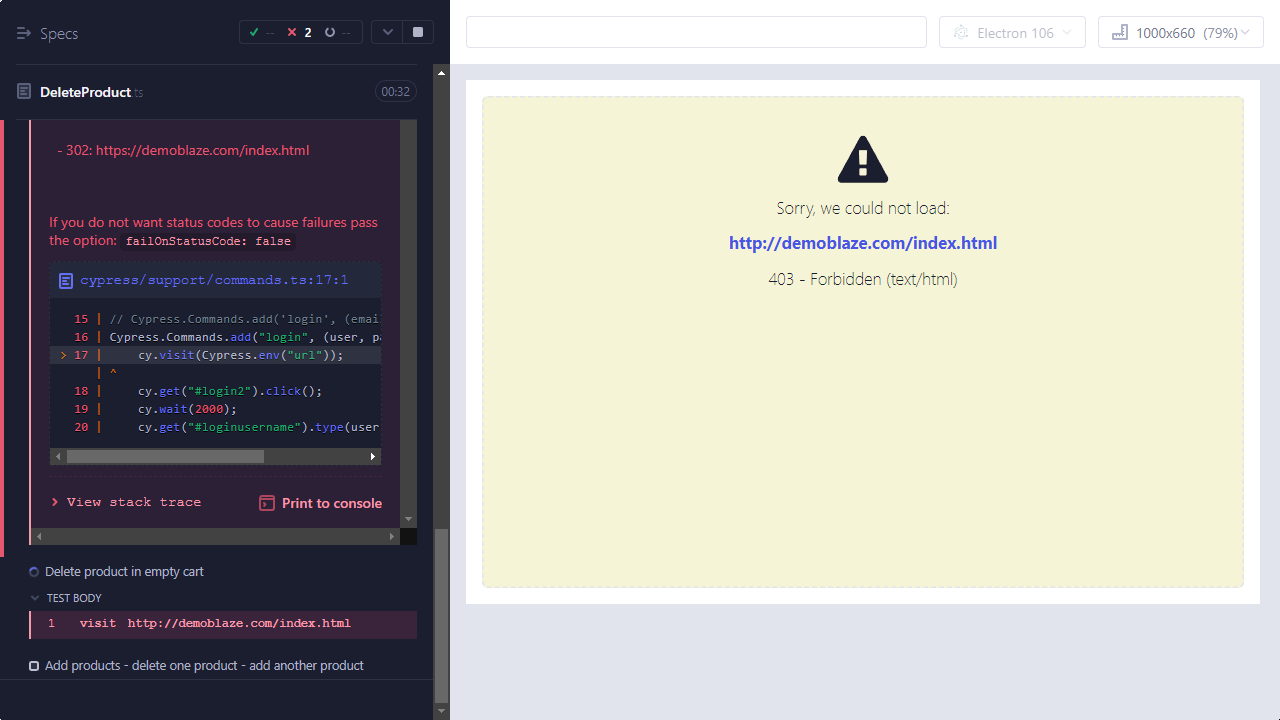 Specs
-- 2 --
Electron 106
1000x660 (79%)
DeleteProduct.ts
00:32
- 302: https://demoblaze.com/index.html
If you do not want status codes to cause failures pass
the option: failOnStatusCode: false
cypress/support/commands.ts:17:1
15 | // Cypress.Commands.add('login', (emai
16 | Cypress.Commands.add("login", (user, pa
> 17 | cy.visit(Cypress.env("url"));
| ^
18 | cy.get("#login2").click();
19 | cy.wait(2000);
20 | cy.get("#loginusername").type(user
> View stack trace
Print to console
Delete product in empty cart
TEST BODY
1 visit http://demoblaze.com/index.html
Add products - delete one product - add another product
Sorry, we could not load:
http://demoblaze.com/index.html
403 - Forbidden (text/html)